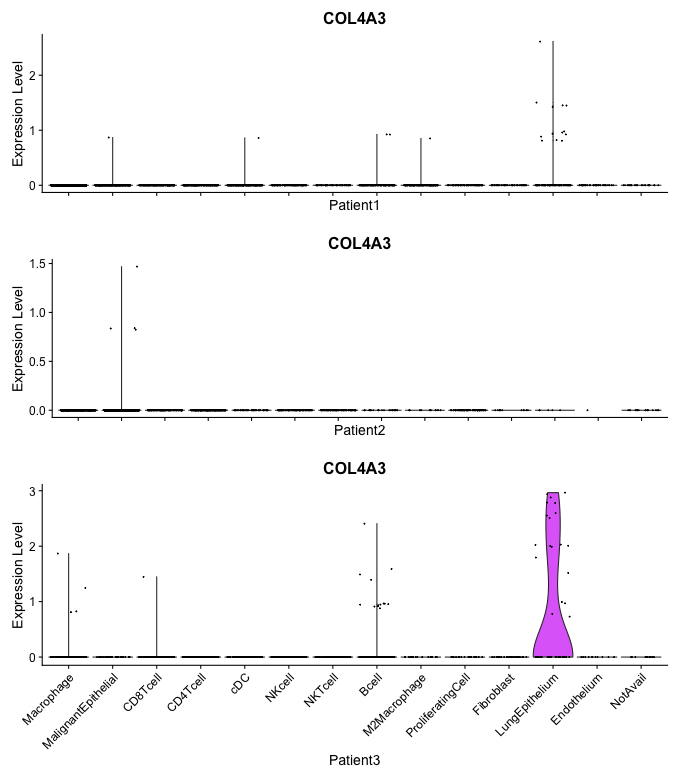 COL4A3
Expression Level
2
1
0
Patient1
COL4A3
Expression Level
1.5
1.0
0.5
0.0
Patient2
COL4A3
Expression Level
3
2
1
0
Macrophage
MalignantEpithelial
CD8Tcell
CD4Tcell
cDC
NKcell
NKTcell
Bcell
M2Macrophage
ProliferatingCell
Fibroblast
LungEpithelium
Endothelium
NotAvail
Patient3